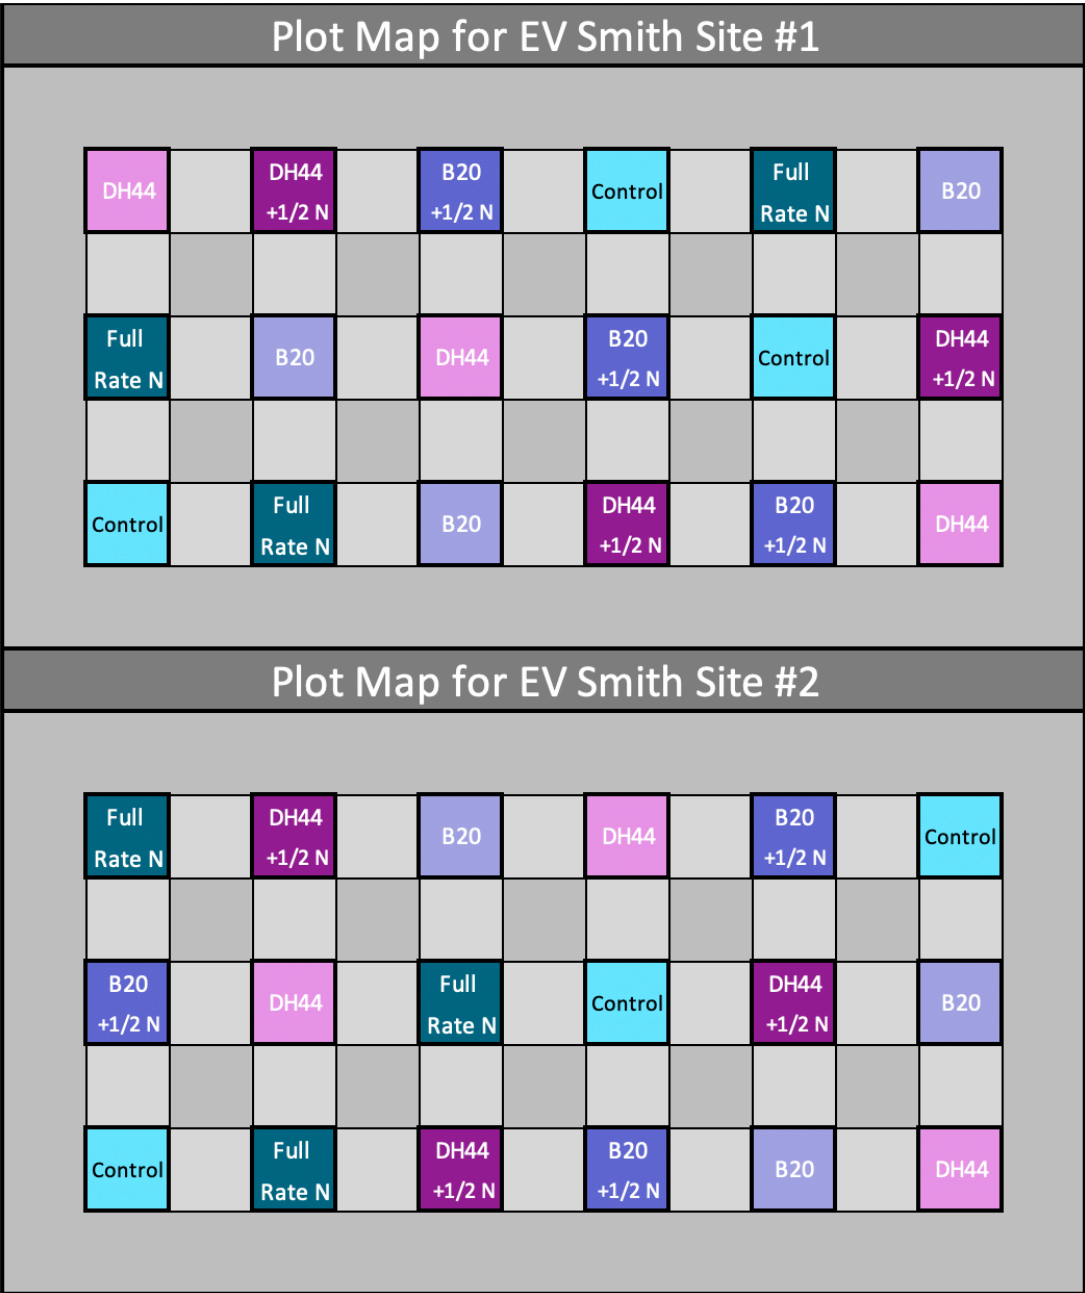 Plot Map for EV Smith Site #1
DH44
DH44
+1/2 N
B20
+1/2 N
Control
Full
Rate N
B20
Full
Rate N
B20
DH44
B20
+1/2 N
Control
DH44
+1/2 N
Control
Full
Rate N
B20
DH44
+1/2 N
B20
+1/2 N
DH44
Plot Map for EV Smith Site #2
Full
Rate N
DH44
+1/2 N
B20
DH44
B20
+1/2 N
Control
B20
+1/2 N
DH44
Full
Rate N
Control
DH44
+1/2 N
B20
Control
Full
Rate N
DH44
+1/2 N
B20
+1/2 N
B20
DH44